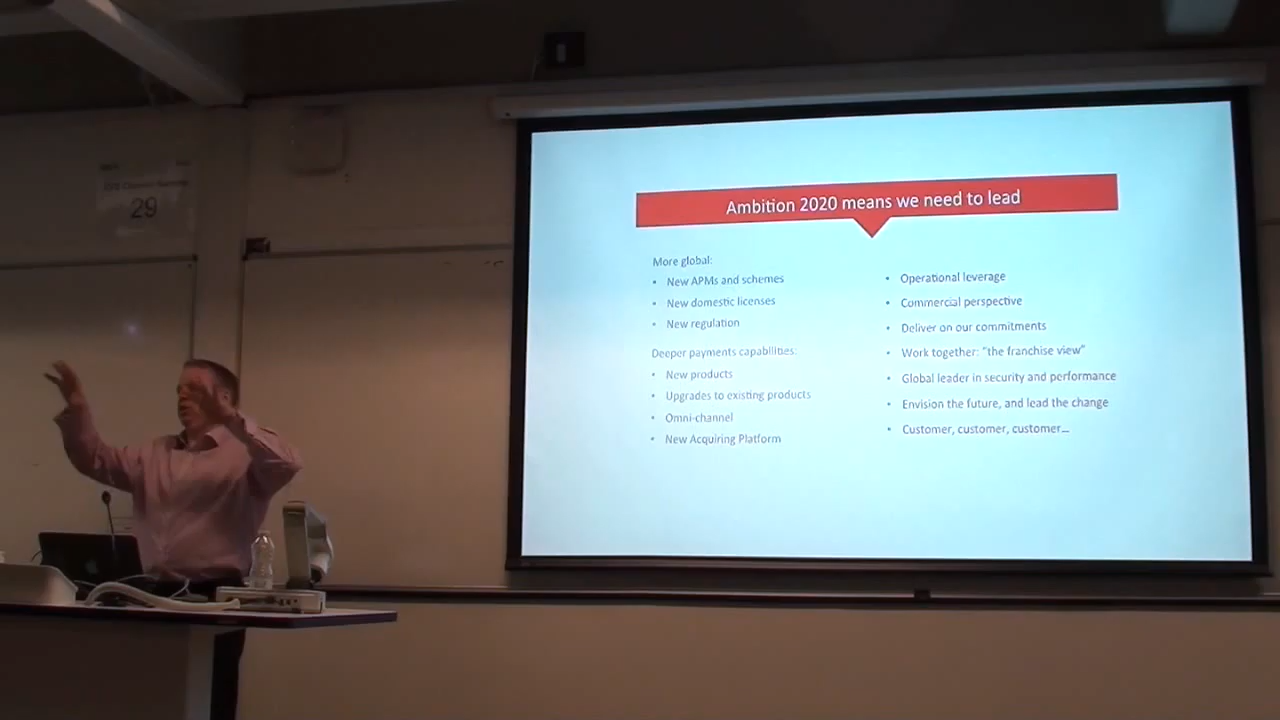 29
Ambition 2020 means we need to lead
More global:
• New APMs and schemes
• New domestic licenses
• New regulation
Deeper payments capabilities:
• New products
• Upgrades to existing products
• Omni-channel
• New Acquiring Platform
• Operational leverage
• Commercial perspective
• Deliver on our commitments
• Work together: “the franchise view”
• Global leader in security and performance
• Envision the future, and lead the change
• Customer, customer, customer…